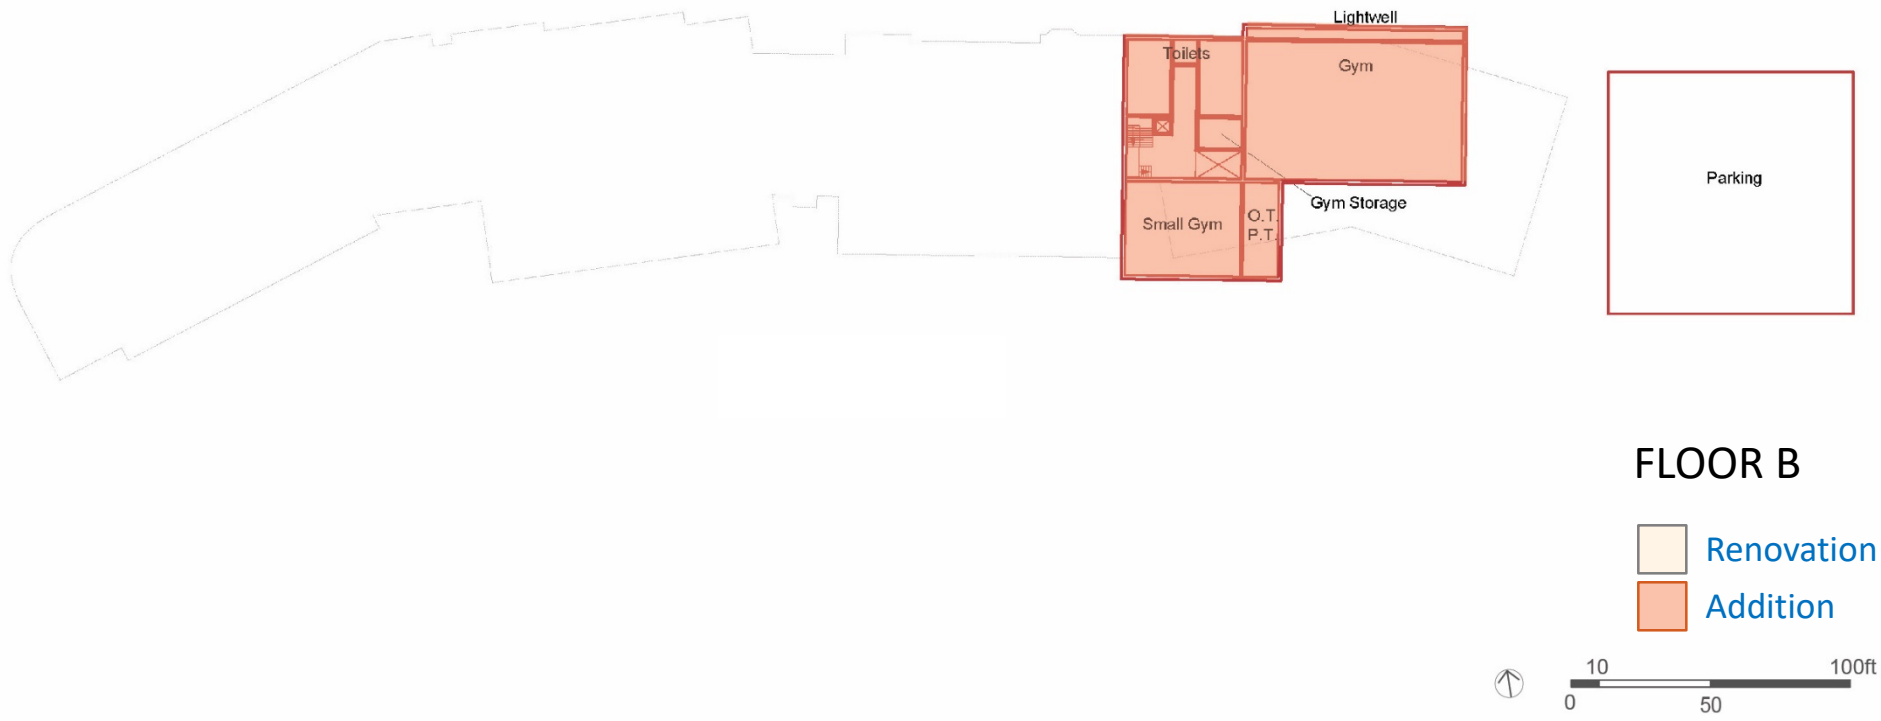 Lightwell
Toilets
Gym
Parking
Gym Storage
Small Gym
O.T.
P.T.
FLOOR B
Renovation
Addition
10 100ft
0 50